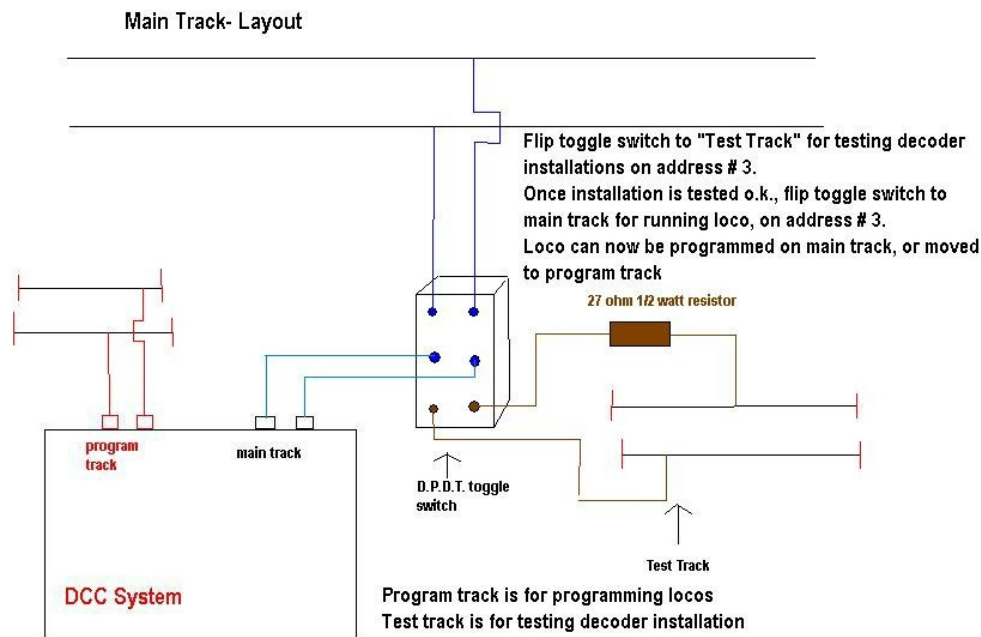 Main Track- Layout
Flip toggle switch to "Test Track" for testing decoder
installations on address # 3.
Once installation is tested o.k., flip toggle switch to
main track for running loco, on address # 3.
Loco can now be programmed on main track, or moved
to program track
27 ohm 1/2 watt resistor
program
track
main track
D.P.D.T. toggle
switch
Test Track
DCC System
Program track is for programming locos
Test track is for testing decoder installation